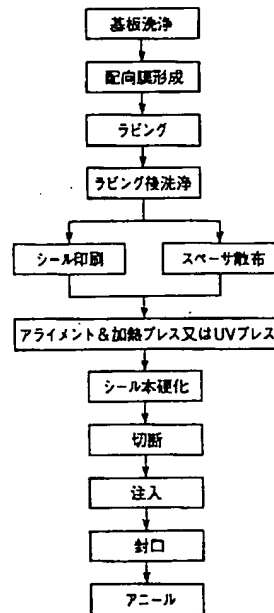 基板洗浄
配向膜形成
ラビング
ラビング後洗浄
シール印刷
スペーサ散布
アライメント&加熱プレス又はUVプレス
シール本硬化
切断
注入
封口
アニール